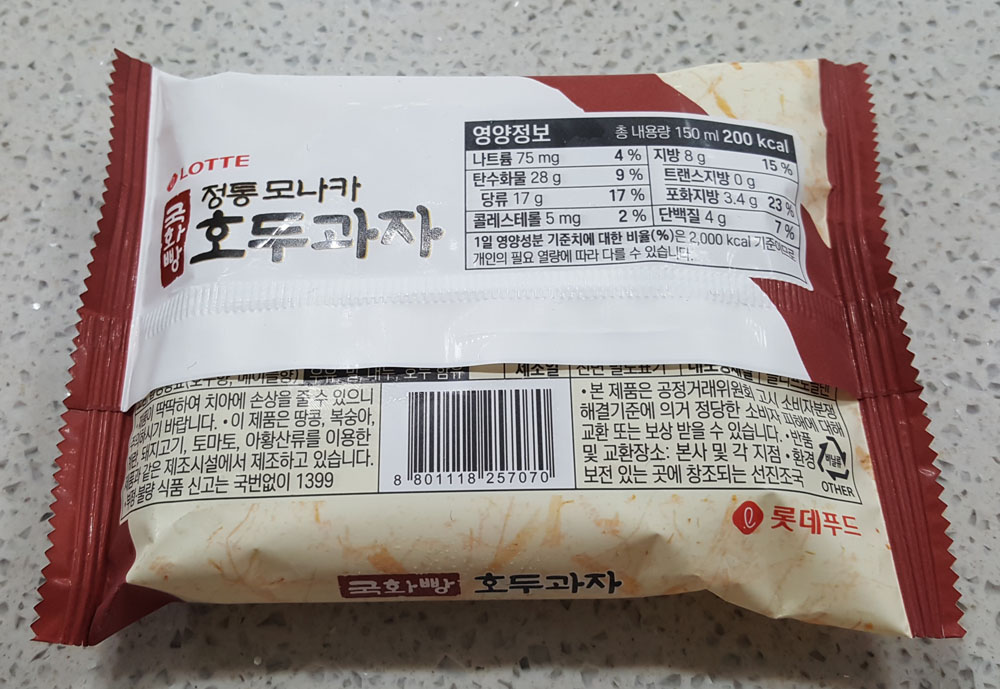 LOTTE
정통 모나카
국화빵
호두과자
영양정보 총 내용량 150 ml 200 kcal
나트륨 75 mg 4 % 지방 8 g 15 %
탄수화물 28 g 9 % 트랜스지방 0 g
당류 17 g 17 % 포화지방 3.4 g 23 %
콜레스테롤 5 mg 2 % 단백질 4 g 7 %
1일 영양성분 기준치에 대한 비율(%)은 2,000 kcal 기준이므로
개인의 필요 열량에 따라 다를 수 있습니다.
딱딱하여 치아에 손상을 줄 수 있으니
바랍니다. • 이 제품은 땅콩, 복숭아,
돼지고기, 토마토, 아황산류를 이용한
같은 제조시설에서 제조하고 있습니다.
식품 신고는 국번없이 1399
8 801118 257070
• 본 제품은 공정거래위원회 고시 소비자분쟁
해결기준에 의거 정당한 소비자 피해에 대해
교환 또는 보상 받을 수 있습니다. • 반품
및 교환장소: 본사 및 각 지점 • 환경
보전 있는 곳에 창조되는 선진조국
비닐류
OTHER
롯데푸드
국화빵 호두과자